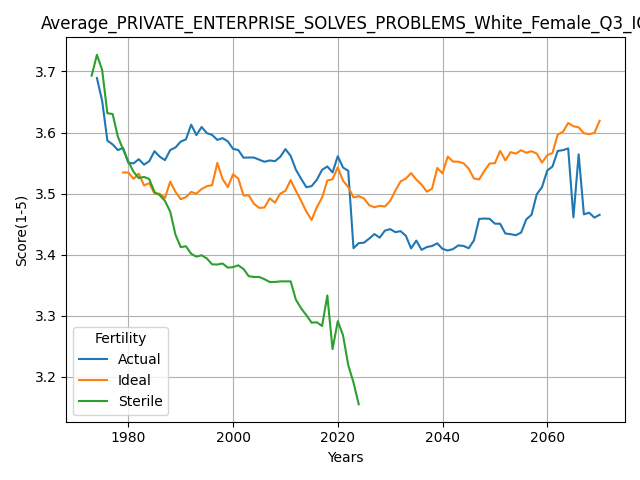 Average_PRIVATE_ENTERPRISE_SOLVES_PROBLEMS_White_Female_Q3_IQ
3.7
3.6
3.5
3.4
3.3
3.2
Score(1-5)
Fertility
Actual
Ideal
Sterile
1980
2000
2020
2040
2060
Years